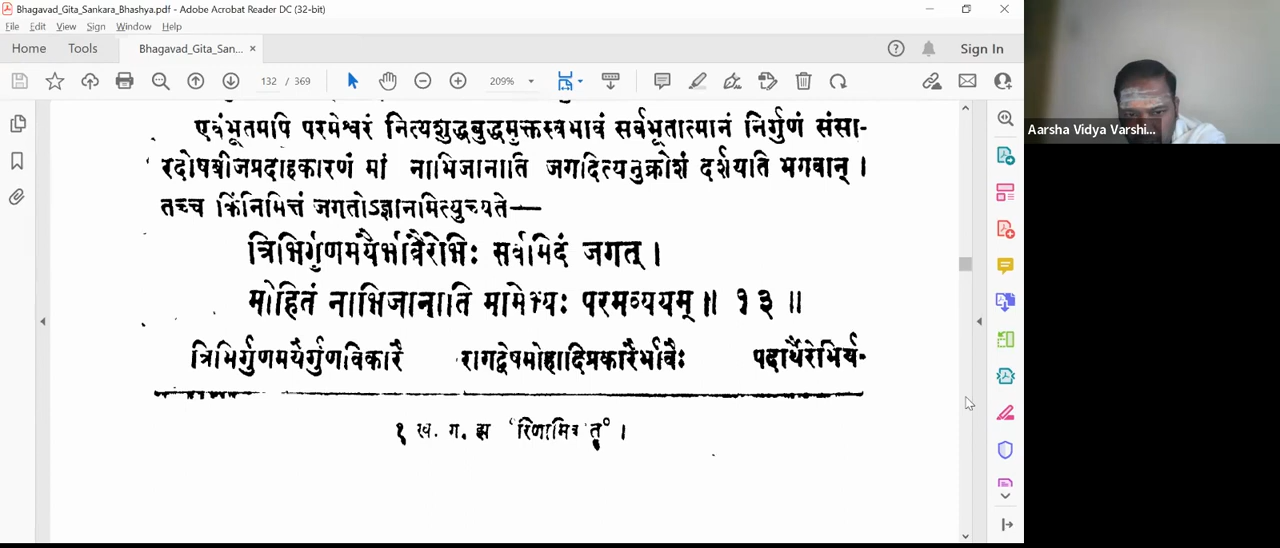 Bhagavad_Gita_Sankara_Bhashya.pdf - Adobe Acrobat Reader DC (32-bit)
File Edit View Sign Window Help
Home Tools Bhagavad_Gita_San... × Sign In
132 / 369 209%
एवंभूतमपि परमेश्वरं नित्यशुद्धबुद्धमुक्तस्वभावं सर्वभूतात्मानं निर्गुणं संसा-
रदोषबीजप्रदाहकारणं मां नाभिजानाति जगदित्यनुक्रोशं दर्शयति भगवान् ।
तच्च किंनिमित्तं जगतोऽज्ञानमित्युच्यते—
त्रिभिर्गुणमयैर्भावैरेभिः सर्वमिदं जगत् ।
मोहितं नाभिजानाति मामेभ्यः परमव्ययम् ॥ १३ ॥
त्रिभिर्गुणमयैर्गुणविकारै रागद्वेषमोहादिप्रकारैर्भावैः पदार्थैरेभिर्य-
१ ख. ग. झ
Aarsha Vidya Varshi...